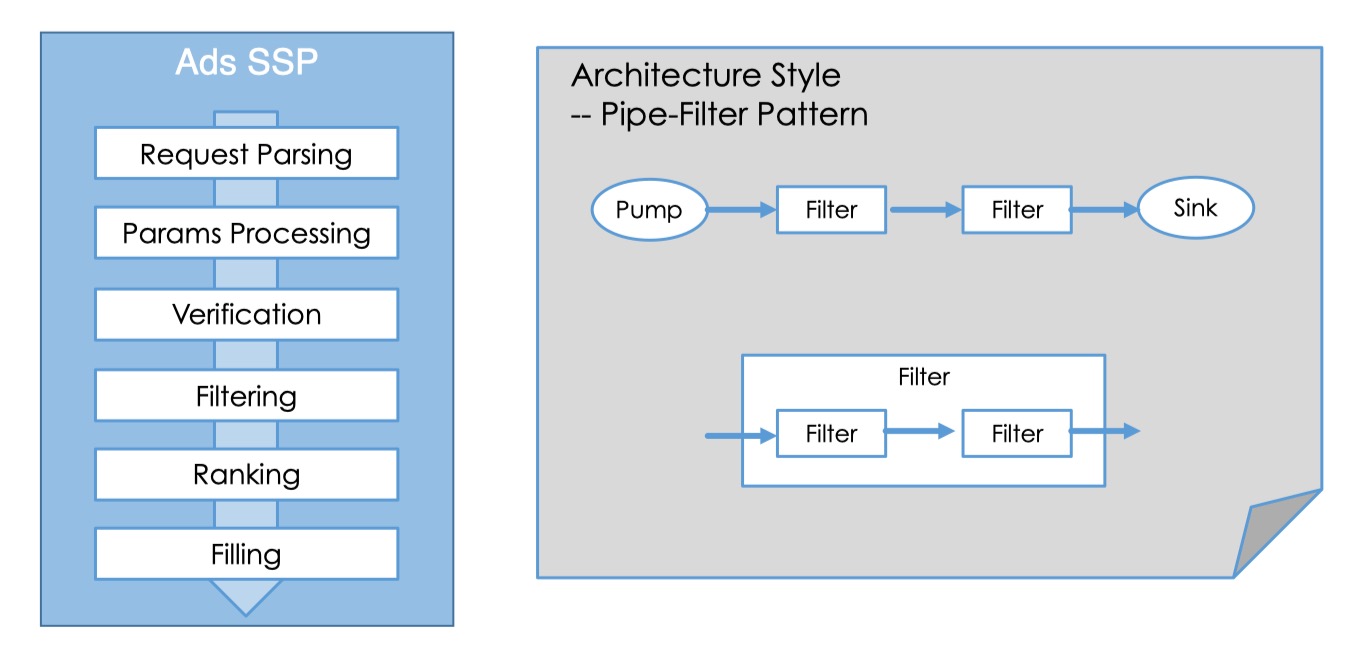 Ads SSP
Request Parsing
Params Processing
Verification
Filtering
Ranking
Filling
Architecture Style
-- Pipe-Filter Pattern
Pump
Filter
Filter
Sink
Filter
Filter
Filter